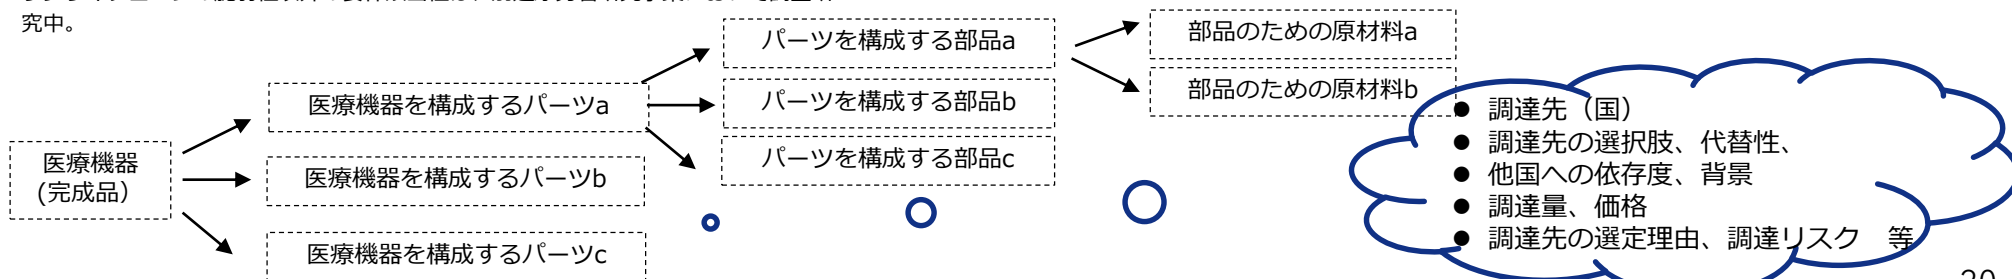 究中。
医療機器
(完成品）
医療機器を構成するパーツa
医療機器を構成するパーツb
医療機器を構成するパーツc
パーツを構成する部品a
パーツを構成する部品b
パーツを構成する部品c
部品のための原材料a
部品のための原材料b
● 調達先（国）
● 調達先の選択肢、代替性、
● 他国への依存度、背景
● 調達量、価格
● 調達先の選定理由、調達リスク　等